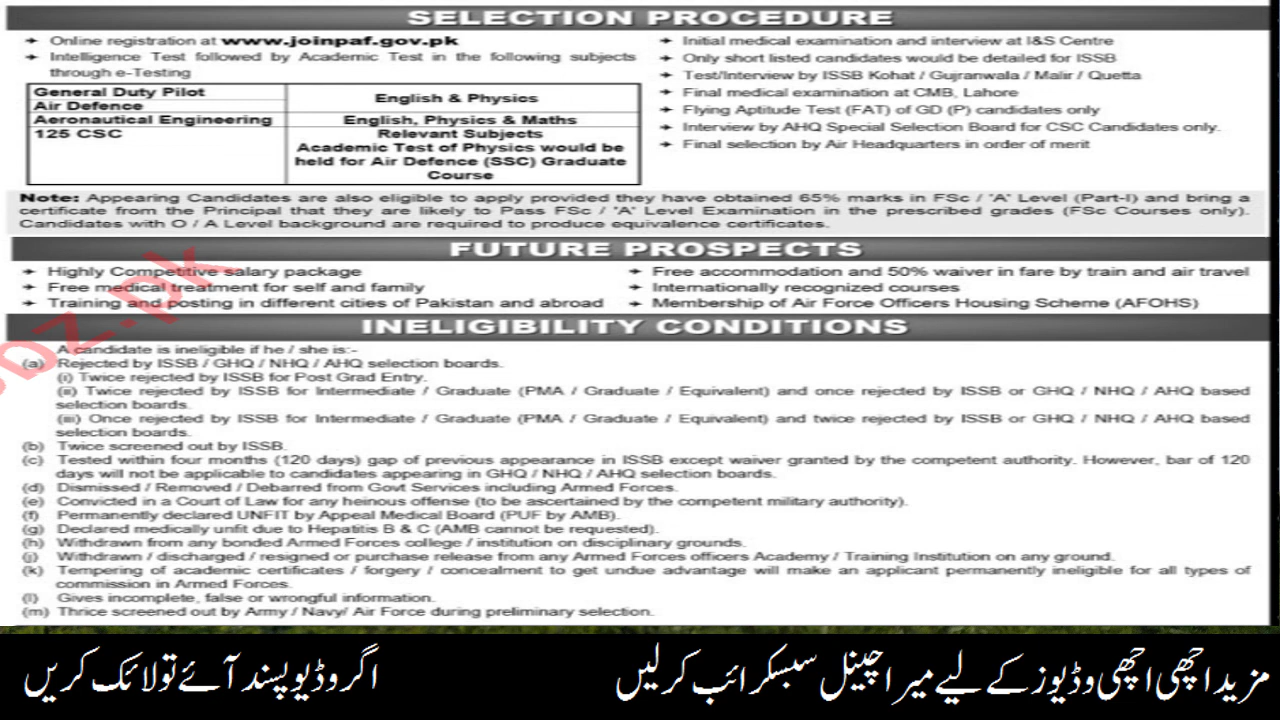 SELECTION PROCEDURE
Online registration at www.joinpaf.gov.pk
Intelligence Test followed by Academic Test in the following subjects
through e-Testing
General Duty Pilot
Air Defence
English & Physics
Aeronautical Engineering
English, Physics & Maths
125 CSC
Relevant Subjects
Academic Test of Physics would be
held for Air Defence (SSC) Graduate
Course
Initial medical examination and interview at I&S Centre
Only short listed candidates would be detailed for ISSB
Test/Interview by ISSB Kohat / Gujranwala / Malir / Quetta
Final medical examination at CMB, Lahore
Flying Aptitude Test (FAT) of GD (P) candidates only
Interview by AHQ Special Selection Board for CSC Candidates only.
Final selection by Air Headquarters in order of merit
Note: Appearing Candidates are also eligible to apply provided they have obtained 65% marks in FSc / 'A' Level (Part-I) and bring a
certificate from the Principal that they are likely to Pass FSc / 'A' Level Examination in the prescribed grades (FSc Courses only).
Candidates with O / A Level background are required to produce equivalence certificates.
FUTURE PROSPECTS
Highly Competitive salary package
Free medical treatment for self and family
Training and posting in different cities of Pakistan and abroad
Free accommodation and 50% waiver in fare by train and air travel
Internationally recognized courses
Membership of Air Force Officers Housing Scheme (AFOHS)
INELIGIBILITY CONDITIONS
A candidate is ineligible if he / she is:-
(a) Rejected by ISSB / GHQ / NHQ / AHQ selection boards.
(i) Twice rejected by ISSB for Post Grad Entry.
(ii) Twice rejected by ISSB for Intermediate / Graduate (PMA / Graduate / Equivalent) and once rejected by ISSB or GHQ / NHQ / AHQ based
selection boards.
(iii) Once rejected by ISSB for Intermediate / Graduate (PMA / Graduate / Equivalent) and twice rejected by ISSB or GHQ / NHQ / AHQ based
selection boards.
(b) Twice screened out by ISSB.
(c) Tested within four months (120 days) gap of previous appearance in ISSB except waiver granted by the competent authority. However, bar of 120
days will not be applicable to candidates appearing in GHQ / NHQ / AHQ selection boards.
(d) Dismissed / Removed / Debarred from Govt Services including Armed Forces.
(e) Convicted in a Court of Law for any heinous offense (to be ascertained by the competent military authority).
(f) Permanently declared UNFIT by Appeal Medical Board (PUF by AMB).
(g) Declared medically unfit due to Hepatitis B & C (AMB cannot be requested).
(h) Withdrawn from any bonded Armed Forces college / institution on disciplinary grounds.
(j) Withdrawn / discharged / resigned or purchase release from any Armed Forces officers Academy / Training Institution on any ground.
(k) Tempering of academic certificates / forgery / concealment to get undue advantage will make an applicant permanently ineligible for all types of
commission in Armed Forces.
(l) Gives incomplete, false or wrongful information.
(m) Thrice screened out by Army / Navy/ Air Force during preliminary selection.
مزید اچھی اچھی وڈیوز کے لیے میرا چینل سبسکرائب کر لیں
اگر وڈیو پسند آئے تو لائک کریں